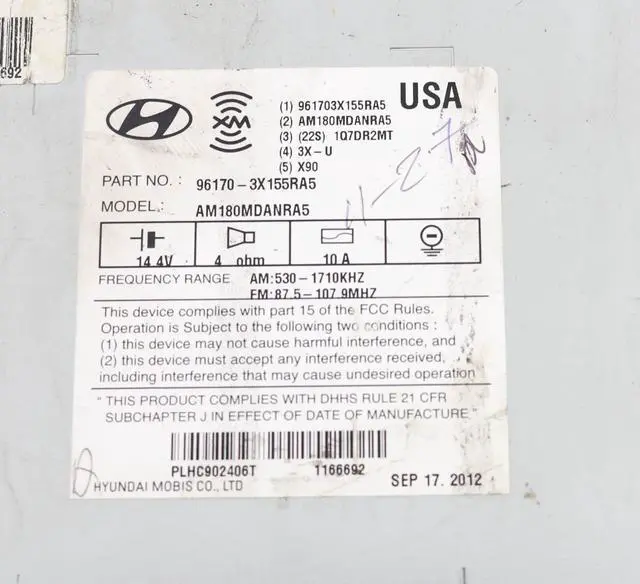 692
XM
(1) 961703X155RA5
(2) AM180MDANRA5
(3) (22S) 1Q7DR2MT
(4) 3X-U
(5) X90
USA
PART NO. : 96170-3X155RA5
MODEL.: AM180MDANRA5
14.4V 4 ohm 10 A
FREQUENCY RANGE AM:530-1710KHZ
FM:87.5-107.9MHZ
This device complies with part 15 of the FCC Rules.
Operation is Subject to the following two conditions :
(1) this device may not cause harmful interference, and
(2) this device must accept any interference received,
including interference that may cause undesired operation
" THIS PRODUCT COMPLIES WITH DHHS RULE 21 CFR
SUBCHAPTER J IN EFFECT OF DATE OF MANUFACTURE "
PLHC902406T 1166692
HYUNDAI MOBIS CO., LTD SEP 17. 2012